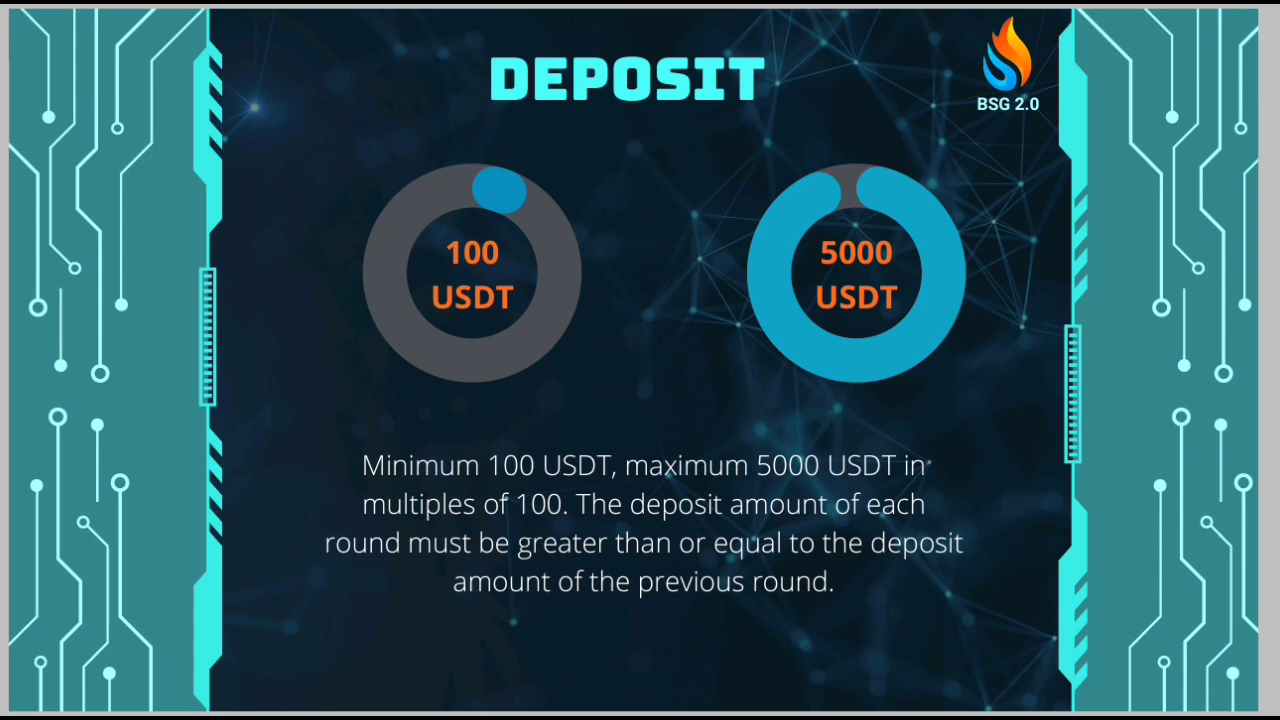 DEPOSIT
BSG 2.0
100
USDT
5000
USDT
Minimum 100 USDT, maximum 5000 USDT in
multiples of 100. The deposit amount of each
round must be greater than or equal to the deposit
amount of the previous round.